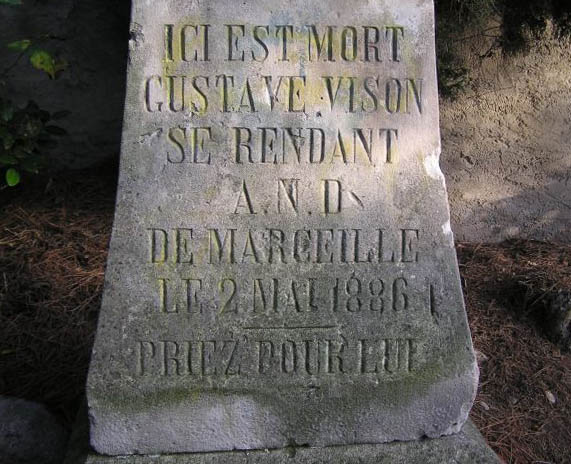 ICI EST MORT
GUSTAVE VISON
SE RENDANT
A.N.D
DE MARCEILLE
LE 2 MAI 1886
PRIEZ POUR LUI